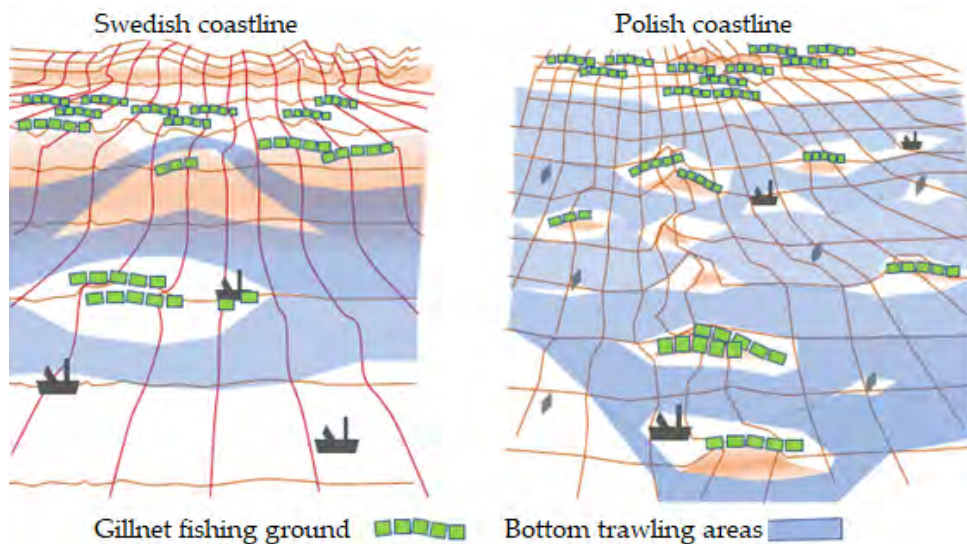 Swedish coastline
Polish coastline
Gillnet fishing ground
Bottom trawling areas